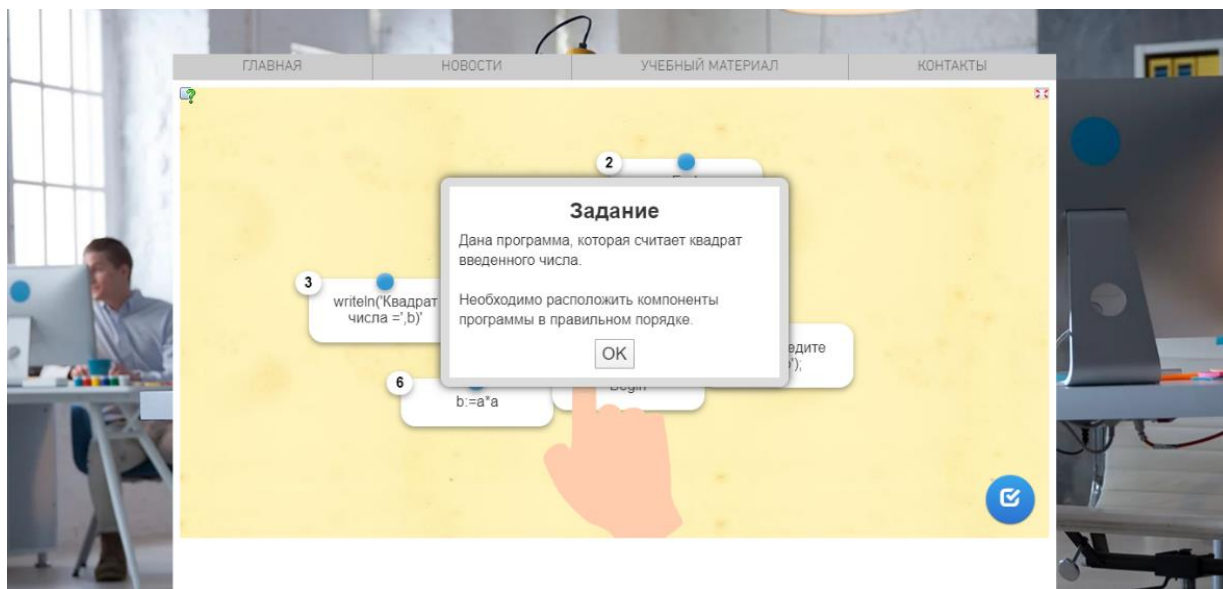 ГЛАВНАЯ НОВОСТИ УЧЕБНЫЙ МАТЕРИАЛ КОНТАКТЫ
2
Задание
Дана программа, которая считает квадрат
введенного числа.
Необходимо расположить компоненты
программы в правильном порядке.
OK
3
writeln('Квадрат
числа =',b)'
6
b:=a*a